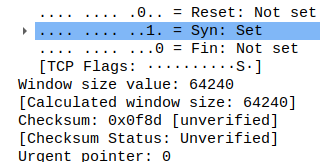 .... .... .0.. = Reset: Not set
.... .... ..1. = Syn: Set
.... .... ...0 = Fin: Not set
[TCP Flags: ··········S·]
Window size value: 64240
[Calculated window size: 64240]
Checksum: 0x0f8d [unverified]
[Checksum Status: Unverified]
Urgent pointer: 0